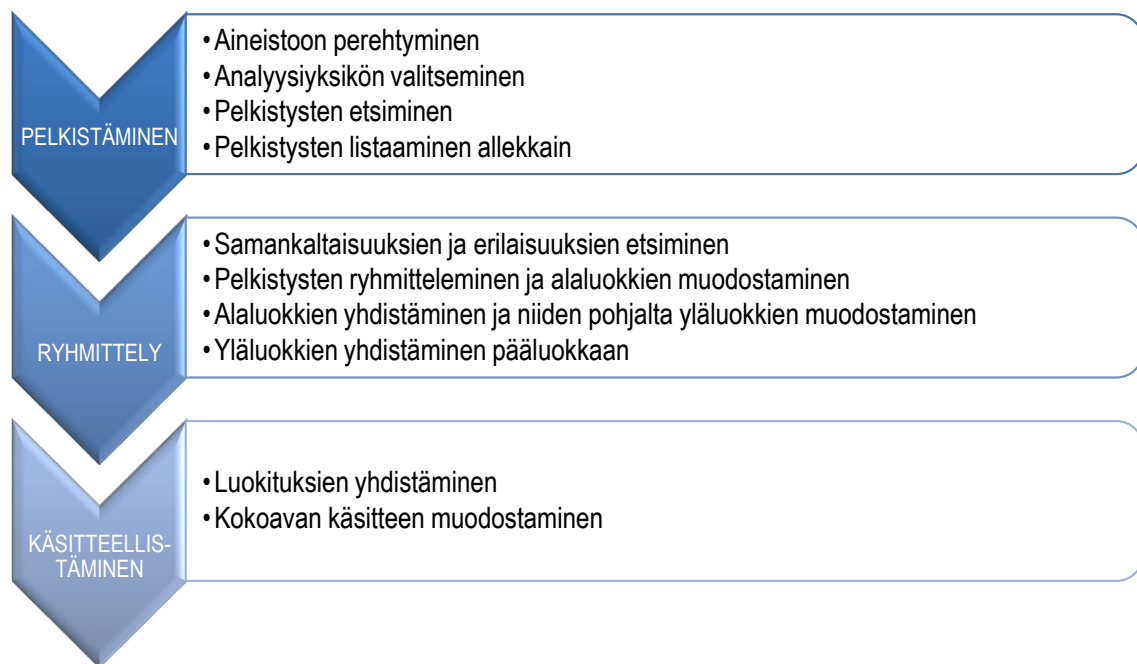 PELKISTÄMINEN
•Aineistoon perehtyminen
•Analyysiyksikön valitseminen
•Pelkistysten etsiminen
•Pelkistysten listaaminen allekkain
RYHMITTELY
•Samankaltaisuuksien ja erilaisuuksien etsiminen
•Pelkistysten ryhmitteleminen ja alaluokkien muodostaminen
•Alaluokkien yhdistäminen ja niiden pohjalta yläluokkien muodostaminen
•Yläluokkien yhdistäminen pääluokkaan
KÄSITTEELLIS-
TÄMINEN
•Luokituksien yhdistäminen
•Kokoavan käsitteen muodostaminen